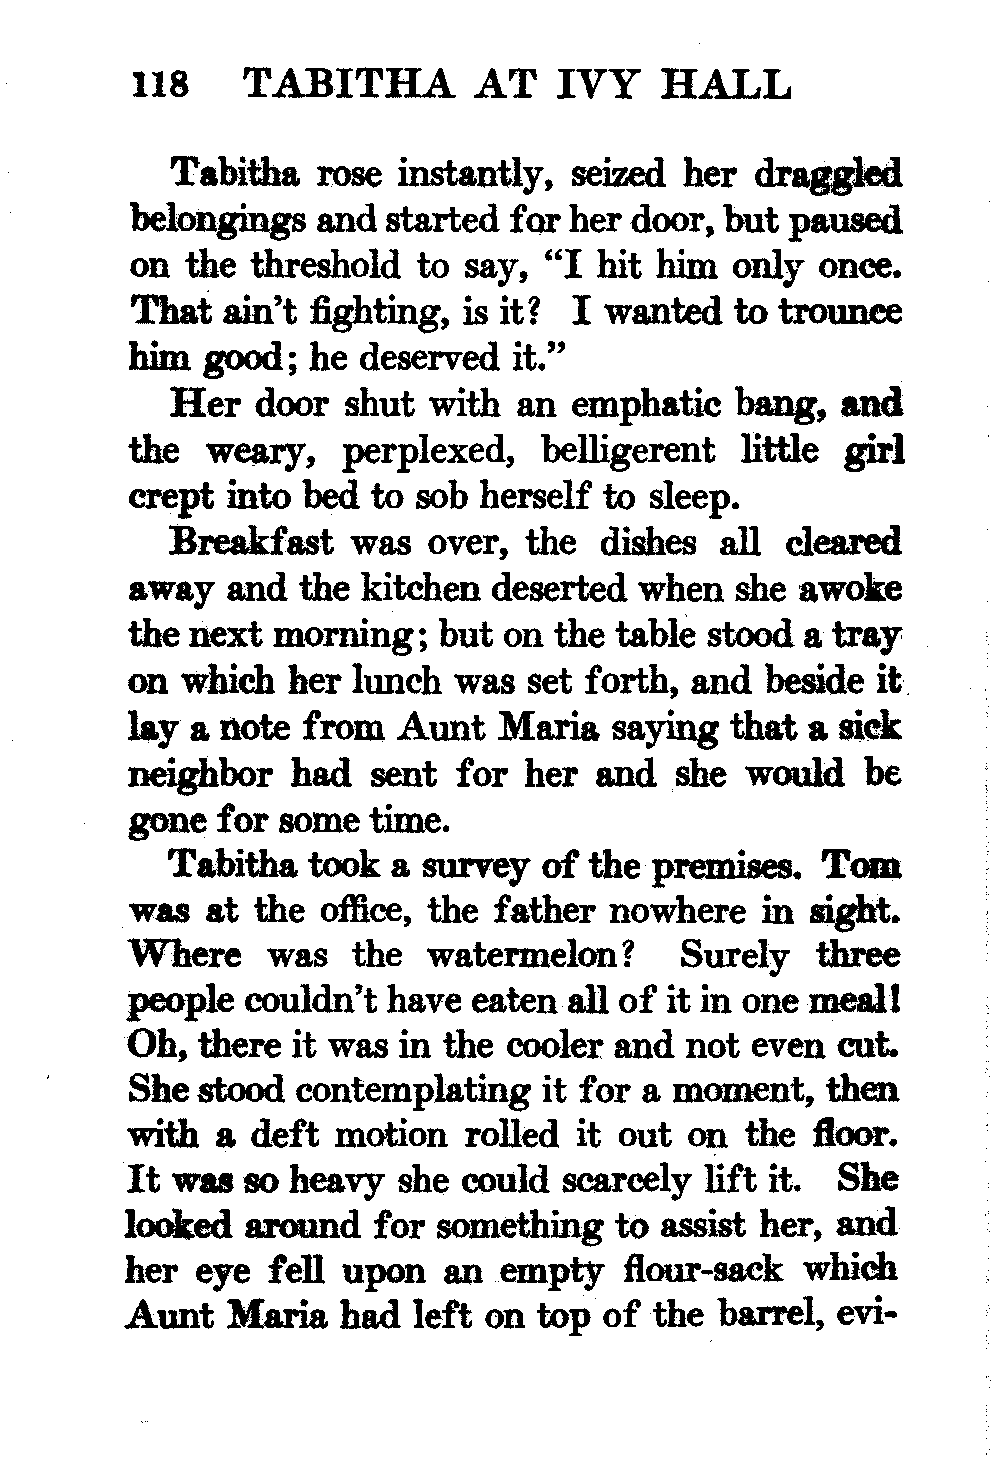 118 TABITHA AT IVY HALL
Tabitha rose instantly, seized her draggled
belongings and started for her door, but paused
on the threshold to say, “I hit him only once.
That ain’t fighting, is it? I wanted to trounce
him good; he deserved it.”
Her door shut with an emphatic bang, and
the weary, perplexed, belligerent little girl
crept into bed to sob herself to sleep.
Breakfast was over, the dishes all cleared
away and the kitchen deserted when she awoke
the next morning; but on the table stood a tray
on which her lunch was set forth, and beside it
lay a note from Aunt Maria saying that a sick
neighbor had sent for her and she would be
gone for some time.
Tabitha took a survey of the premises. Tom
was at the office, the father nowhere in sight.
Where was the watermelon? Surely three
people couldn’t have eaten all of it in one meal!
Oh, there it was in the cooler and not even cut.
She stood contemplating it for a moment, then
with a deft motion rolled it out on the floor.
It was so heavy she could scarcely lift it. She
looked around for something to assist her, and
her eye fell upon an empty flour-sack which
Aunt Maria had left on top of the barrel, evi-